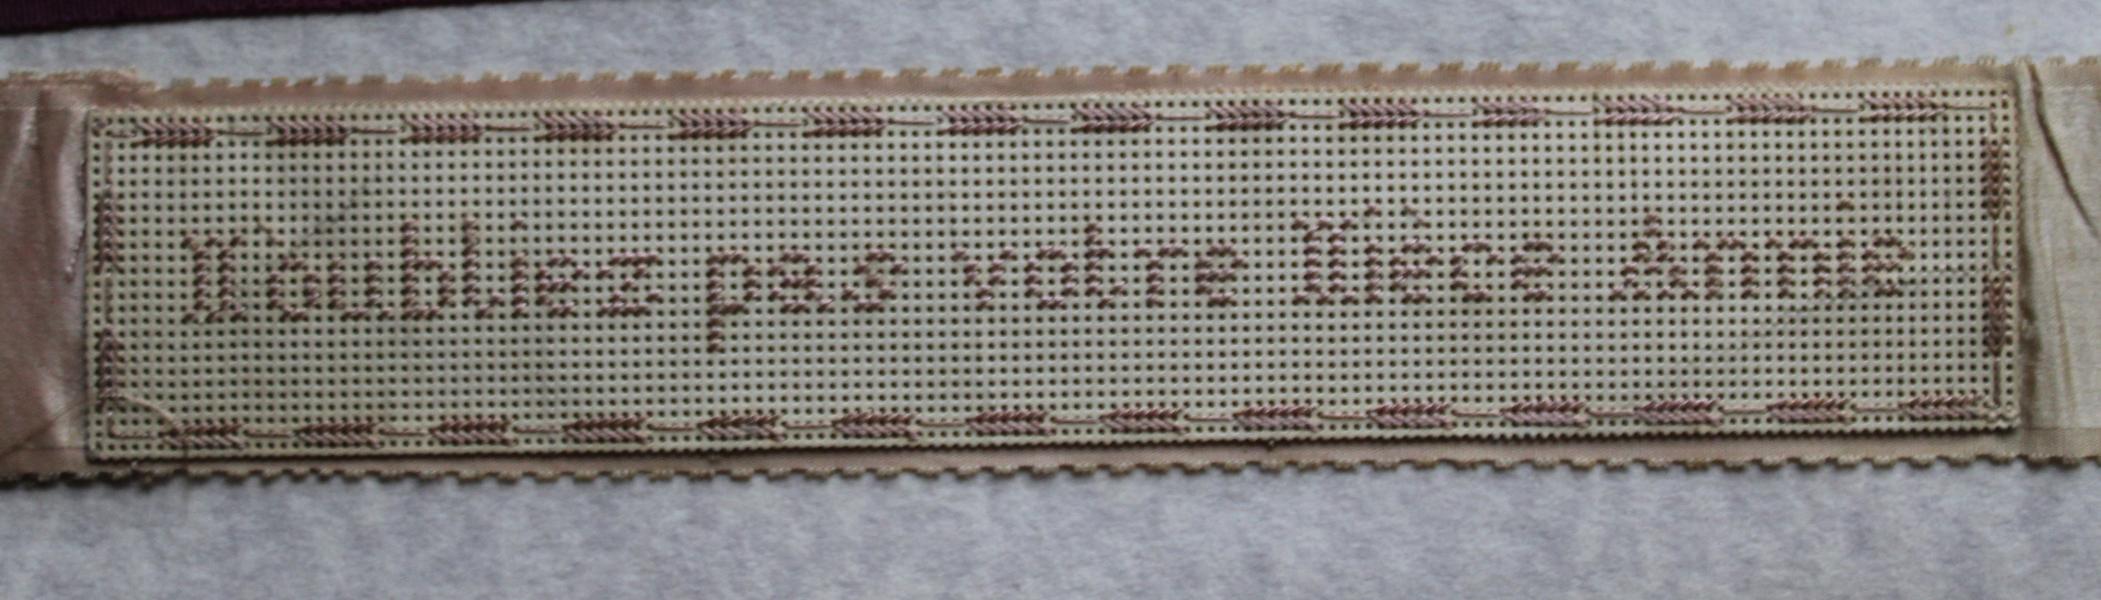 N'oubliez pas votre Nièce Annie